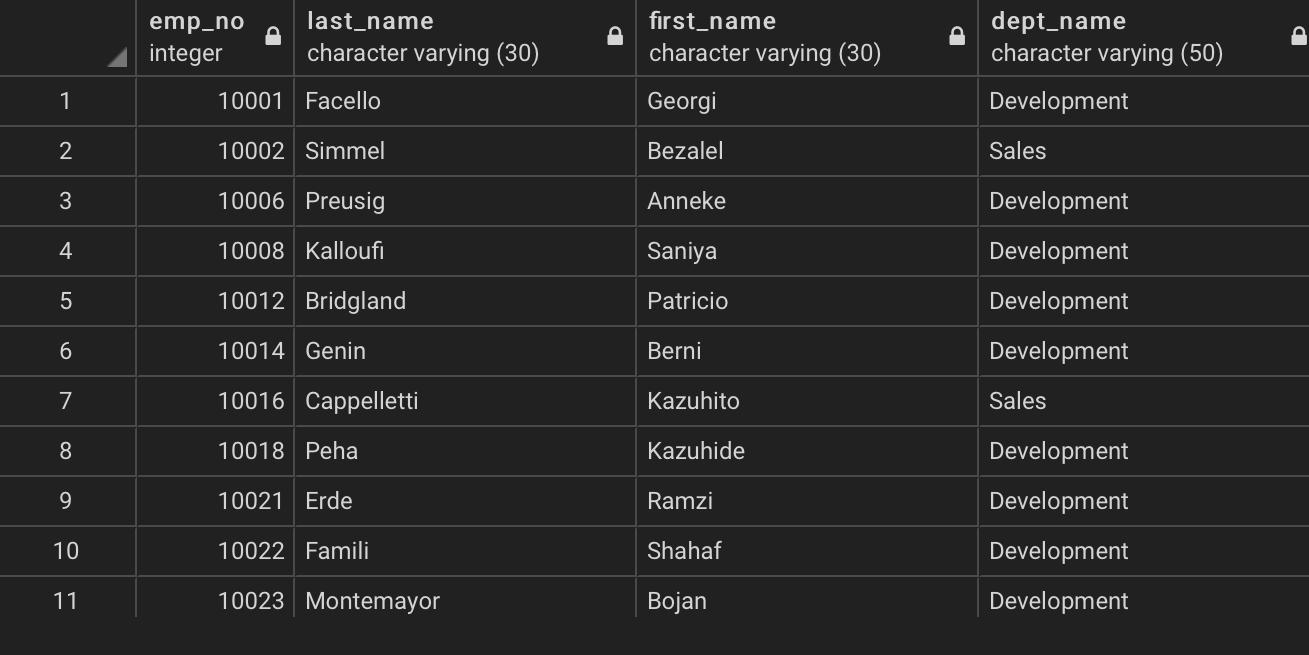 emp_no last_name first_name dept_name
integer character varying (30) character varying (30) character varying (50)
1 10001 Facello Georgi Development
2 10002 Simmel Bezalel Sales
3 10006 Preusig Anneke Development
4 10008 Kalloufi Saniya Development
5 10012 Bridgland Patricio Development
6 10014 Genin Berni Development
7 10016 Cappelletti Kazuhito Sales
8 10018 Peha Kazuhide Development
9 10021 Erde Ramzi Development
10 10022 Famili Shahaf Development
11 10023 Montemayor Bojan Development